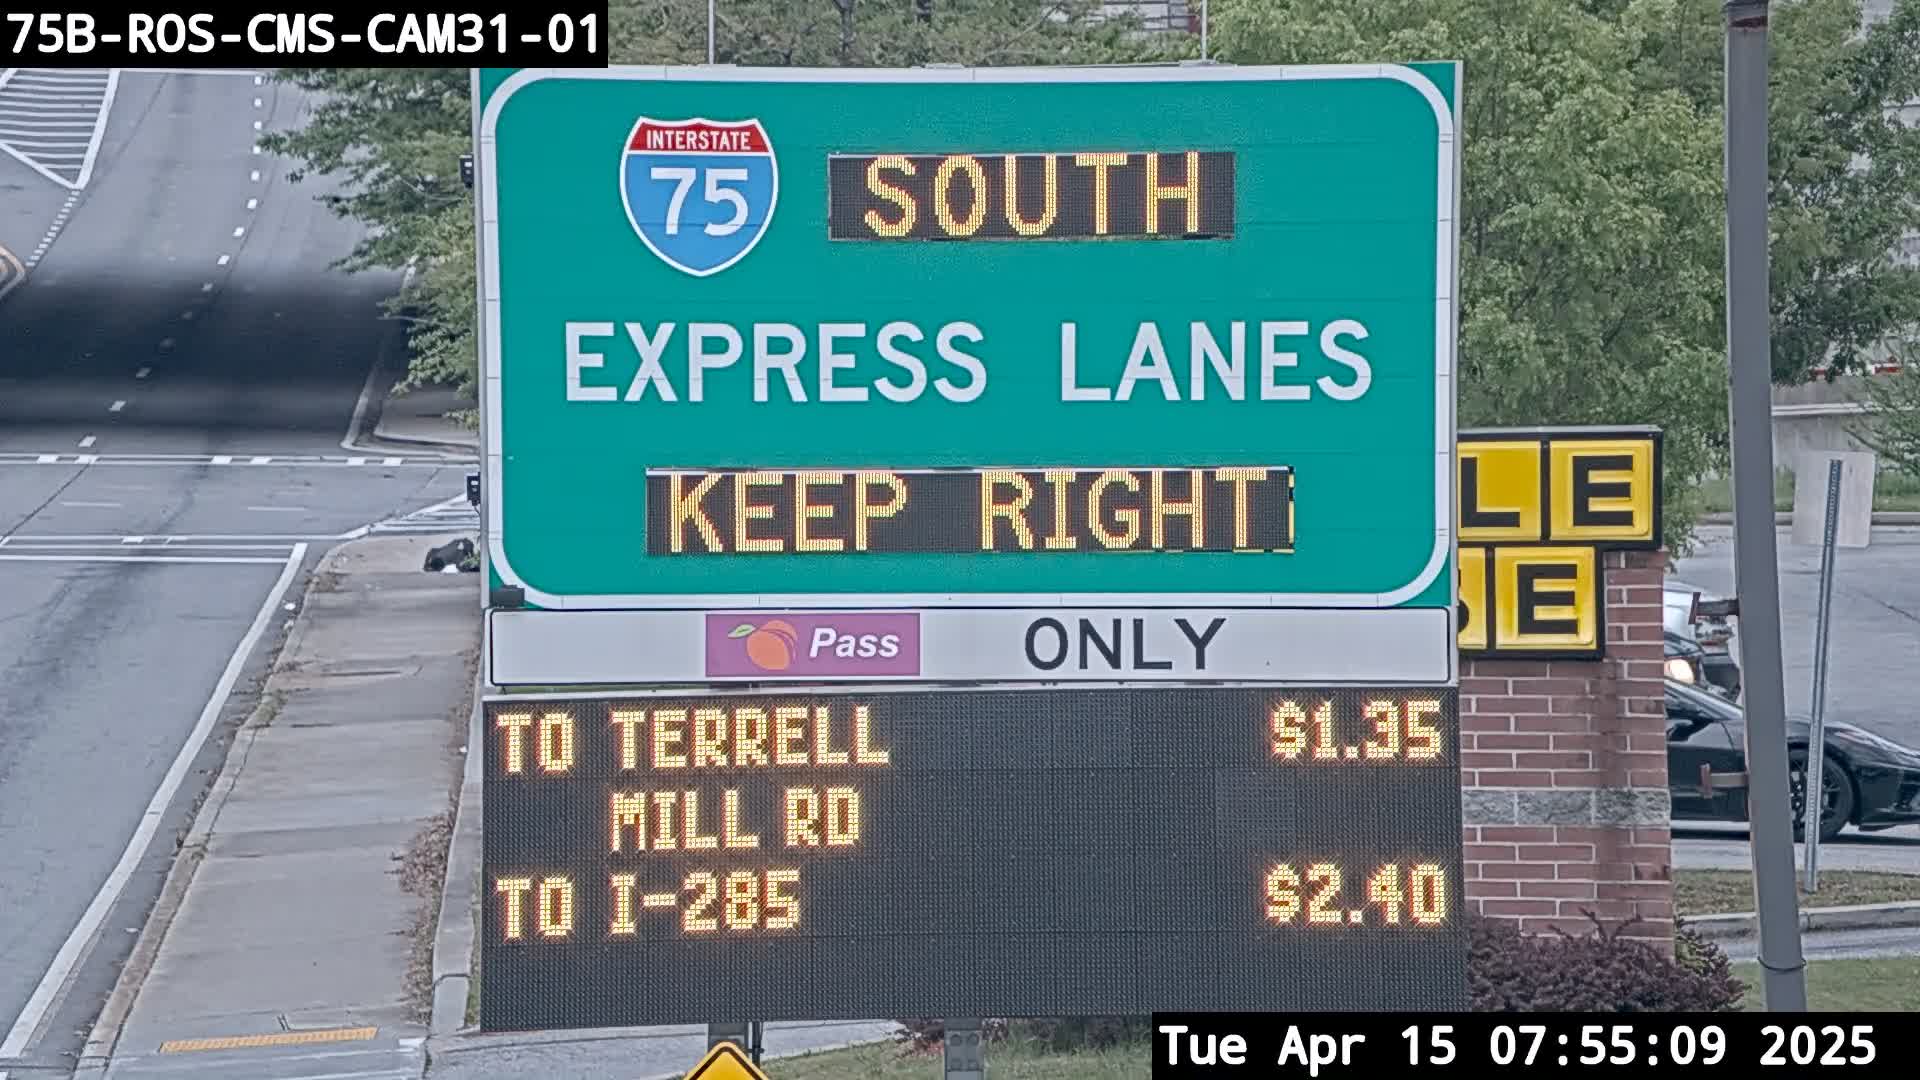 75B-ROS-CMS-CAM31-01
INTERSTATE
75
SOUTH
EXPRESS LANES
KEEP RIGHT
Pass ONLY
TO TERRELL $1.35
MILL RD
TO I-285 $2.40
LE
E
Tue Apr 15 07:55:09 2025